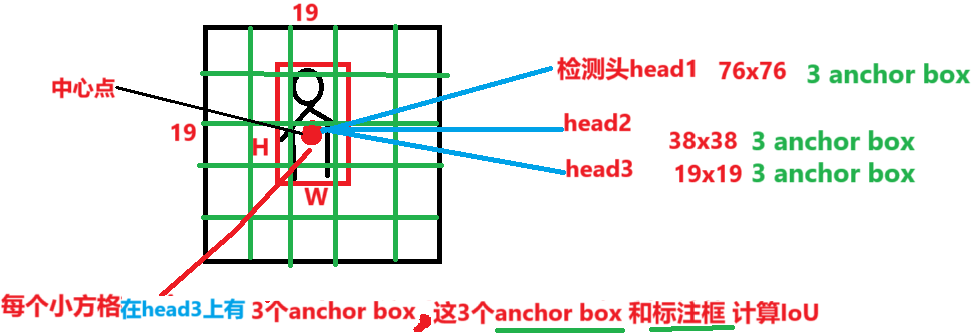 19
中心点
检测头head1 76x76 3 anchor box
19
H
head2
38x38 3 anchor box
head3
19x19 3 anchor box
W
每个小方格在head3上有 3个anchor box，这3个anchor box 和标注框 计算IoU